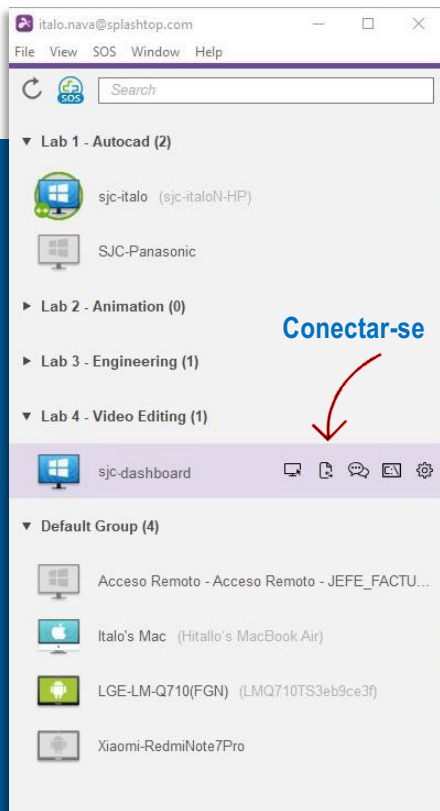 italo.nava@splashtop.com
File View SOS Window Help
SOS Search
Lab 1 - Autocad (2)
sjc-italo (sjc-italoN-HP)
SJC-Panasonic
Lab 2 - Animation (0)
Conectar-se
Lab 3 - Engineering (1)
Lab 4 - Video Editing (1)
sjc-dashboard C:\
Default Group (4)
Acceso Remoto - Acceso Remoto - JEFE_FACTU...
Italo's Mac (Hitallo's MacBook Air)
LGE-LM-Q710(FGN) (LMQ710TS3eb9ce3f)
Xiaomi-RedmiNote7Pro